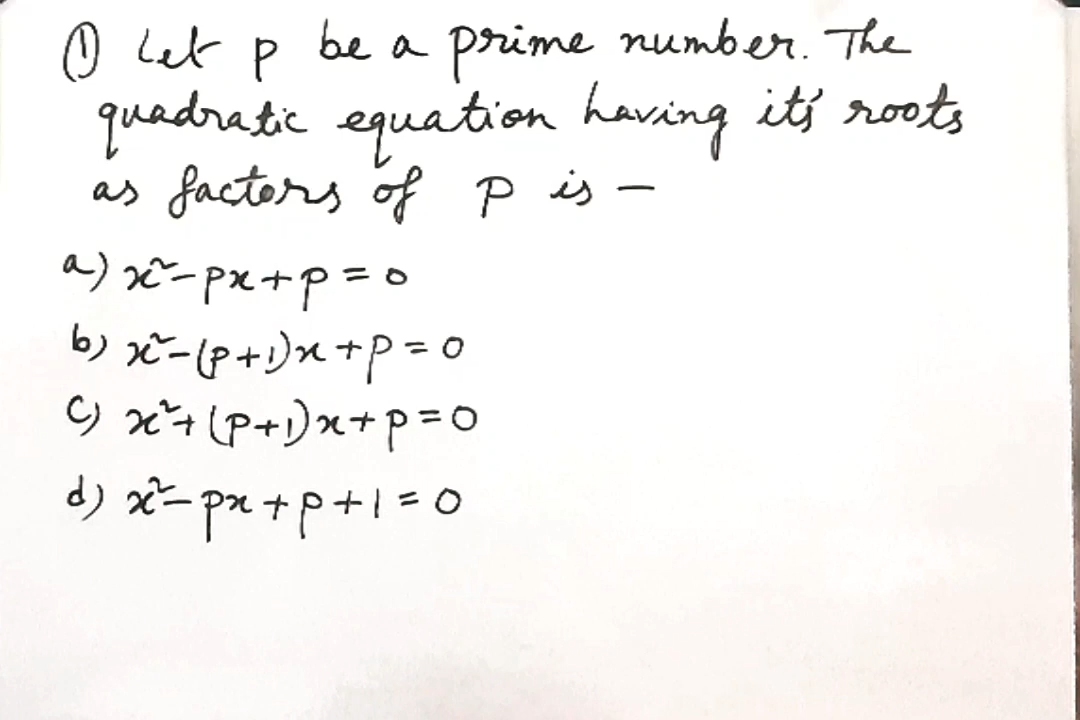 ① Let p be a prime number. The
quadratic equation having it's roots
as factors of p is —
a) x²-px+p=0
b) x²-(p+1)x+p=0
c) x²+(p+1)x+p=0
d) x²-px+p+1=0